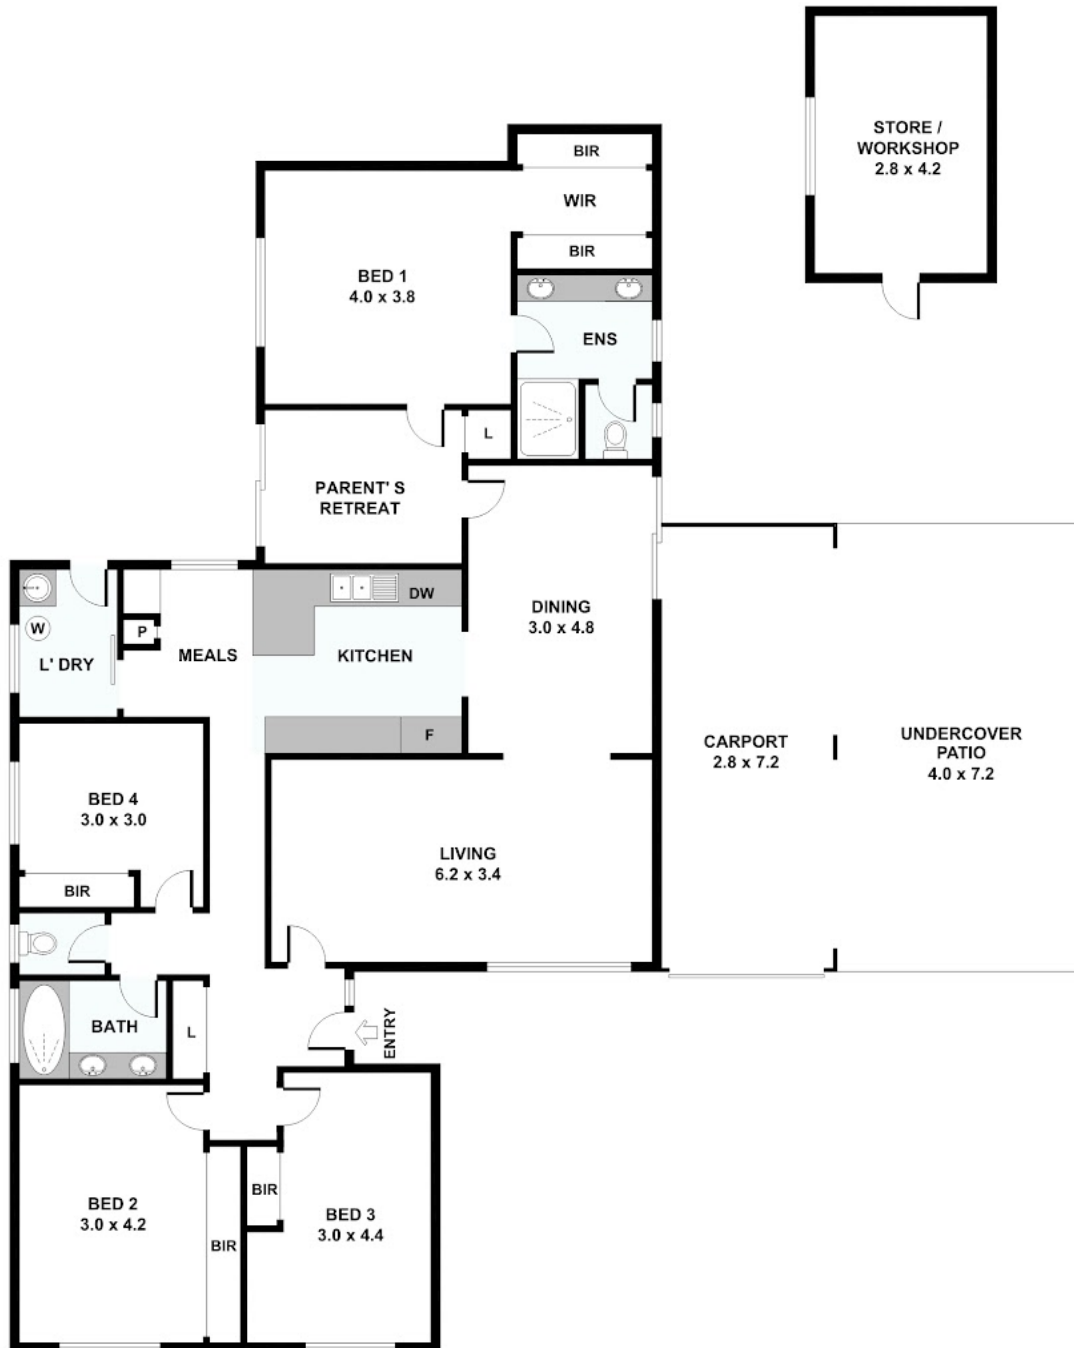 STORE /
WORKSHOP
2.8 x 4.2
BIR
WIR
BIR
BED 1
4.0 x 3.8
ENS
L
PARENT' S
RETREAT
DW
W
P
L' DRY
MEALS
KITCHEN
DINING
3.0 x 4.8
F
CARPORT
2.8 x 7.2
UNDERCOVER
PATIO
4.0 x 7.2
BED 4
3.0 x 3.0
BIR
LIVING
6.2 x 3.4
BATH
L
ENTRY
BED 2
3.0 x 4.2
BIR
BIR
BED 3
3.0 x 4.4